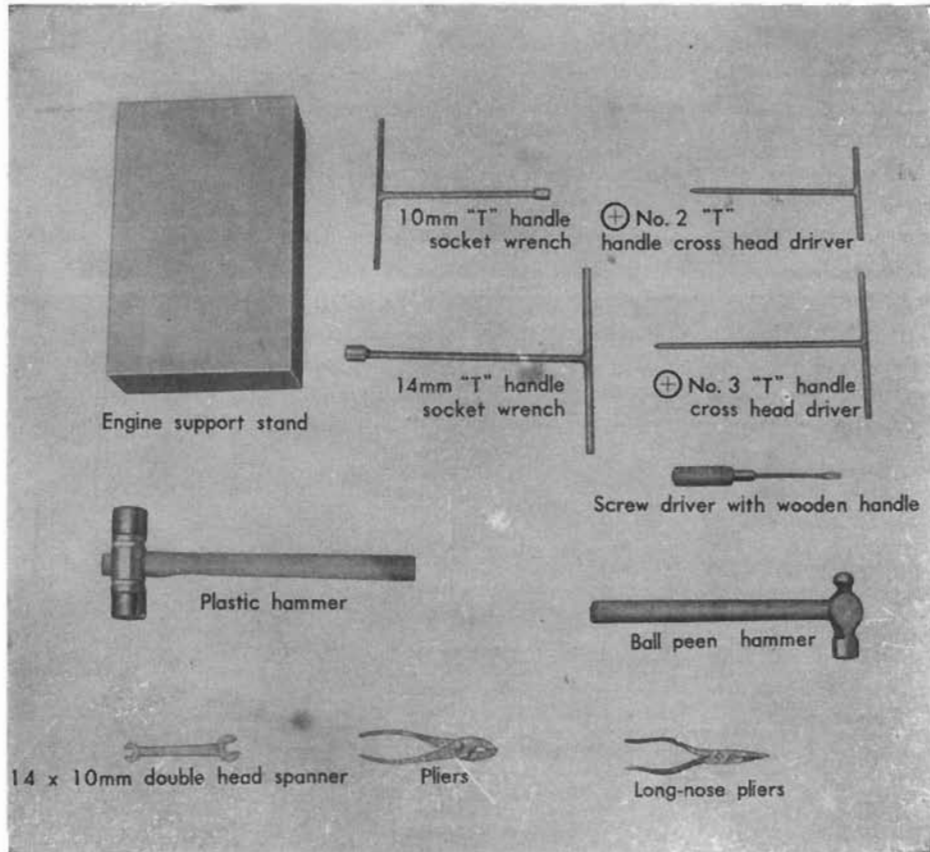 10mm "T" handle
socket wrench
⊕ No. 2 "T"
handle cross head drirver
Engine support stand
14mm "T" handle
socket wrench
⊕ No. 3 "T" handle
cross head driver
Screw driver with wooden handle
Plastic hammer
Ball peen hammer
14 x 10mm double head spanner
Pliers
Long-nose pliers